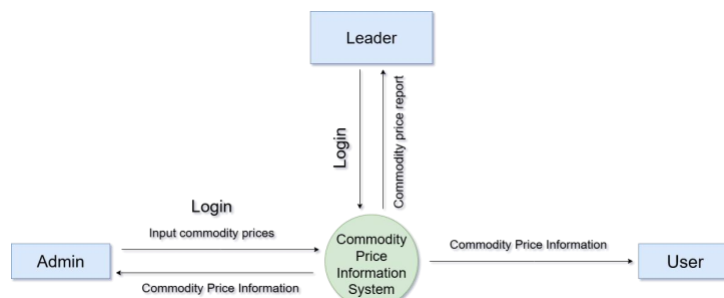 Leader
Login
Commodity price report
Login
Input commodity prices
Admin
Commodity Price Information
Commodity
Price
Information
System
Commodity Price Information
User